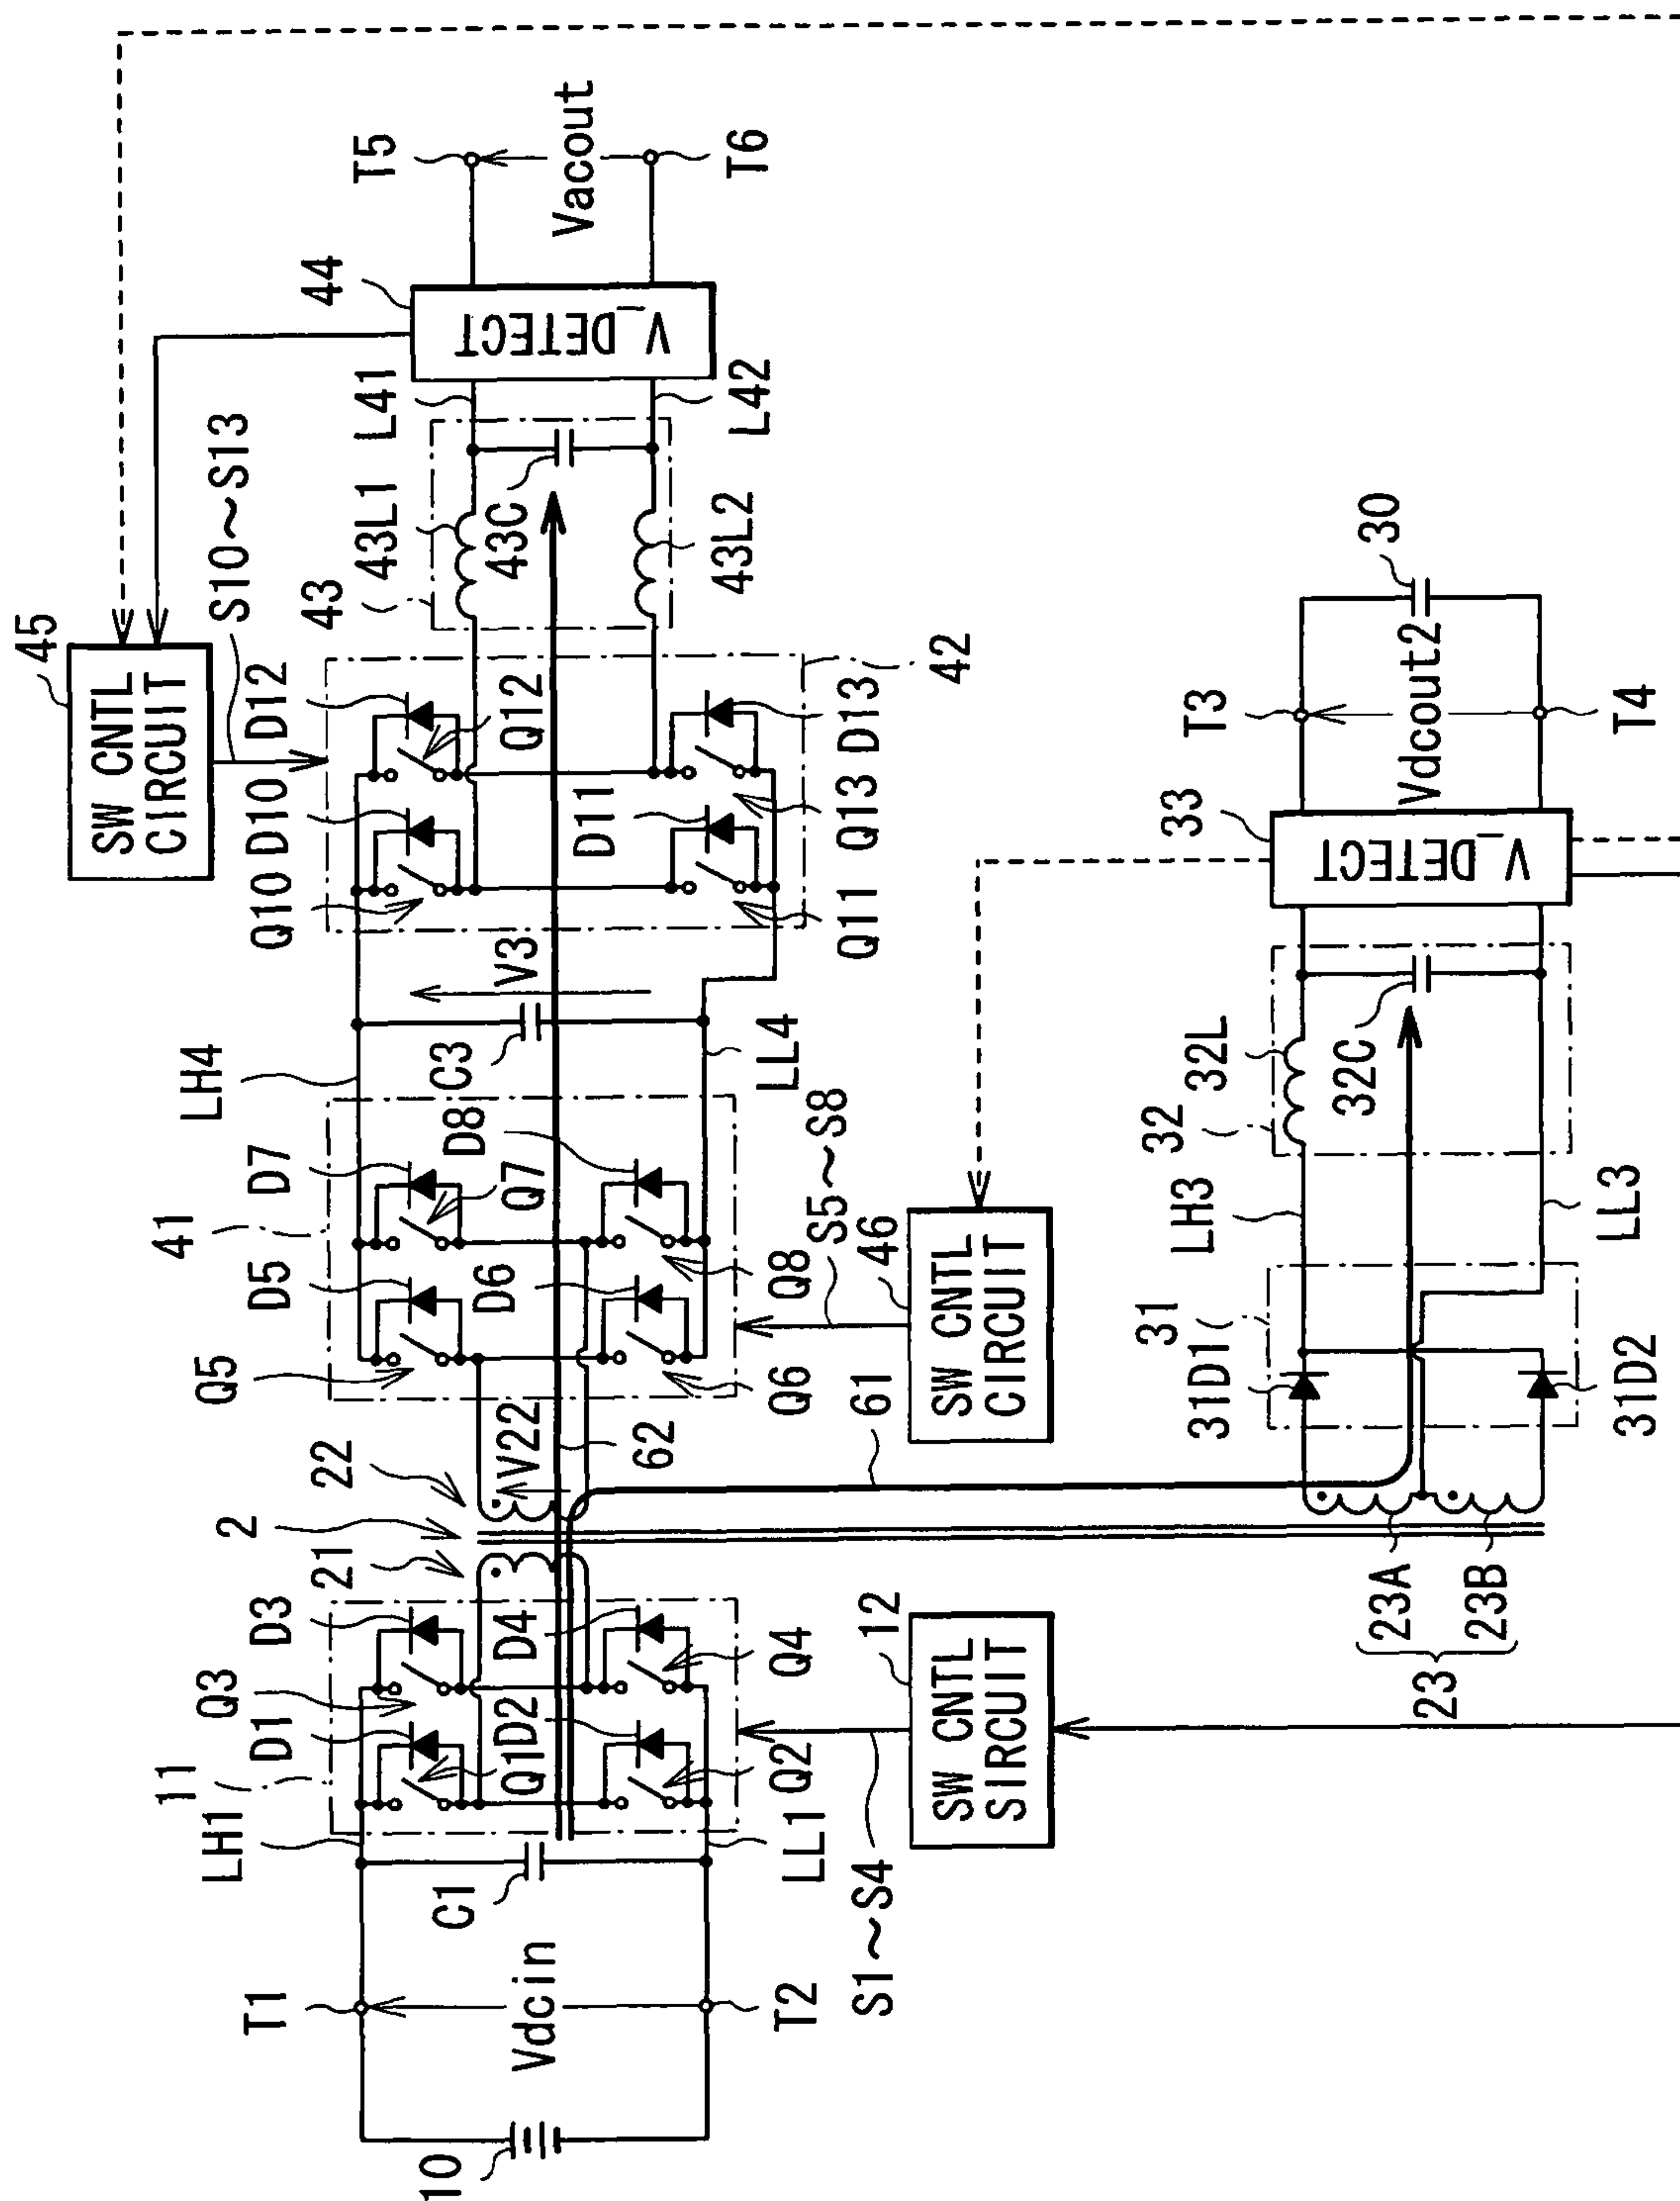 45
SW CNTL
CIRCUIT
S10~S13
44
T5
V_DETECT
Vacout
T6
L41
L42
43
43L1
43C
43L2
D12
Q12
D10
Q10
D11
D13
Q13
Q11
42
V3
C3
LH4
LL4
41
D7
D8
Q7
D5
D6
Q5
Q8
Q6
S5~S8
46
SW CNTL
CIRCUIT
22
V22
62
61
2
21
11
D3
Q3
D4
D1
Q1
D2
Q4
Q2
LH1
LL1
C1
T1
Vdcin
T2
10
12
SW CNTL
SIRCUIT
S1~S4
23A
23B
23
31
31D1
31D2
LH3
LL3
32
32L
32C
33
V_DETECT
T3
Vdcout2
T4
30